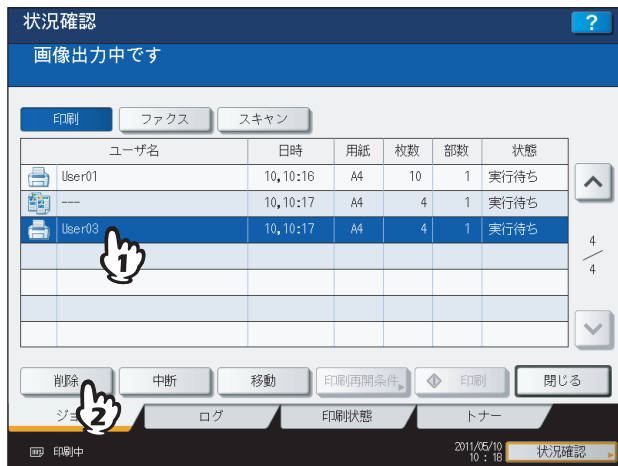 状況確認 ?
画像出力中です
印刷 ファクス スキャン
ユーザ名 日時 用紙 枚数 部数 状態
User01 10,10:16 A4 10 1 実行待ち
--- 10,10:17 A4 4 1 実行待ち
User03 10,10:17 A4 4 1 実行待ち
1
4
4
削除 中断 移動 印刷再開条件 印刷 閉じる
ジョ ログ 印刷状態 トナー
2
印刷中 2011/05/10
10 : 18 状況確認